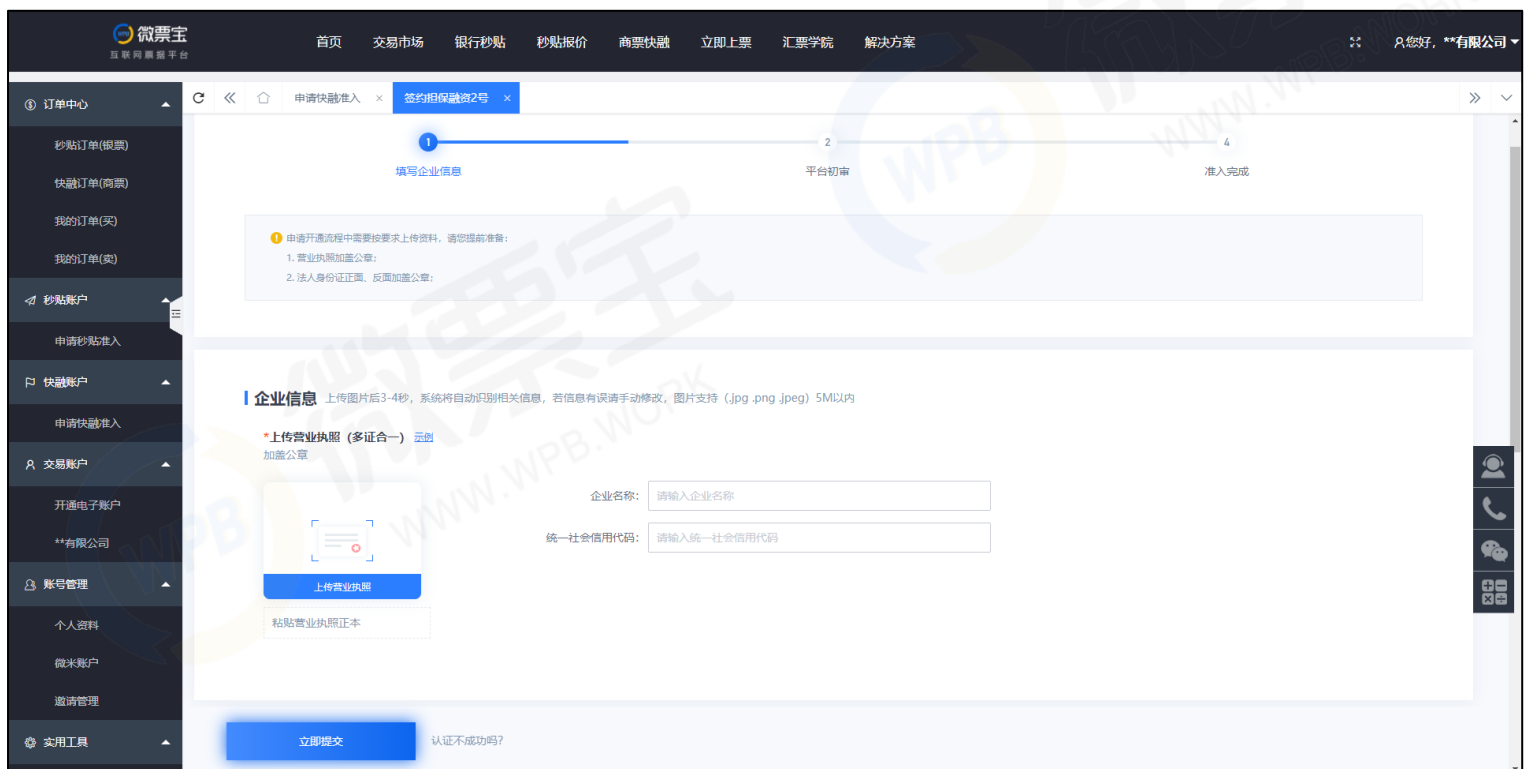 微票宝
互联网票据平台
首页 交易市场 银行秒贴 秒贴报价 商票快融 立即上票 汇票学院 解决方案
您好，**有限公司
申请快融准入 × 签约担保融资2号 ×
订单中心
秒贴订单(银票)
快融订单(商票)
我的订单(买)
我的订单(卖)
秒贴账户
申请秒贴准入
快融账户
申请快融准入
交易账户
开通电子账户
**有限公司
账号管理
个人资料
微米账户
邀请管理
实用工具
1 2 4
填写企业信息 平台初审 准入完成
申请开通流程中需要按要求上传资料，请您提前准备：
1. 营业执照加盖公章；
2. 法人身份证正面、反面加盖公章；
企业信息 上传图片后3-4秒，系统将自动识别相关信息，若信息有误请手动修改，图片支持（.jpg .png .jpeg）5M以内
*上传营业执照（多证合一） 示例
加盖公章
企业名称： 请输入企业名称
统一社会信用代码： 请输入统一社会信用代码
上传营业执照
粘贴营业执照正本
立即提交 认证不成功吗?
微票宝
WWW.WPB.WORK
WPB
WPB